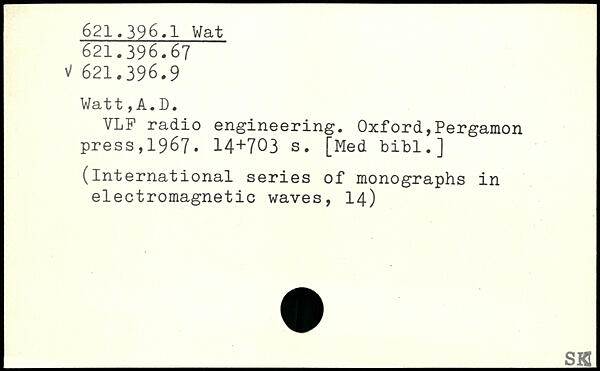 621.396.1 Wat
621.396.67
√ 621.396.9
Watt,A.D.
VLF radio engineering. Oxford,Pergamon
press,1967. 14+703 s. [Med bibl.]
(International series of monographs in
electromagnetic waves, 14)
SK